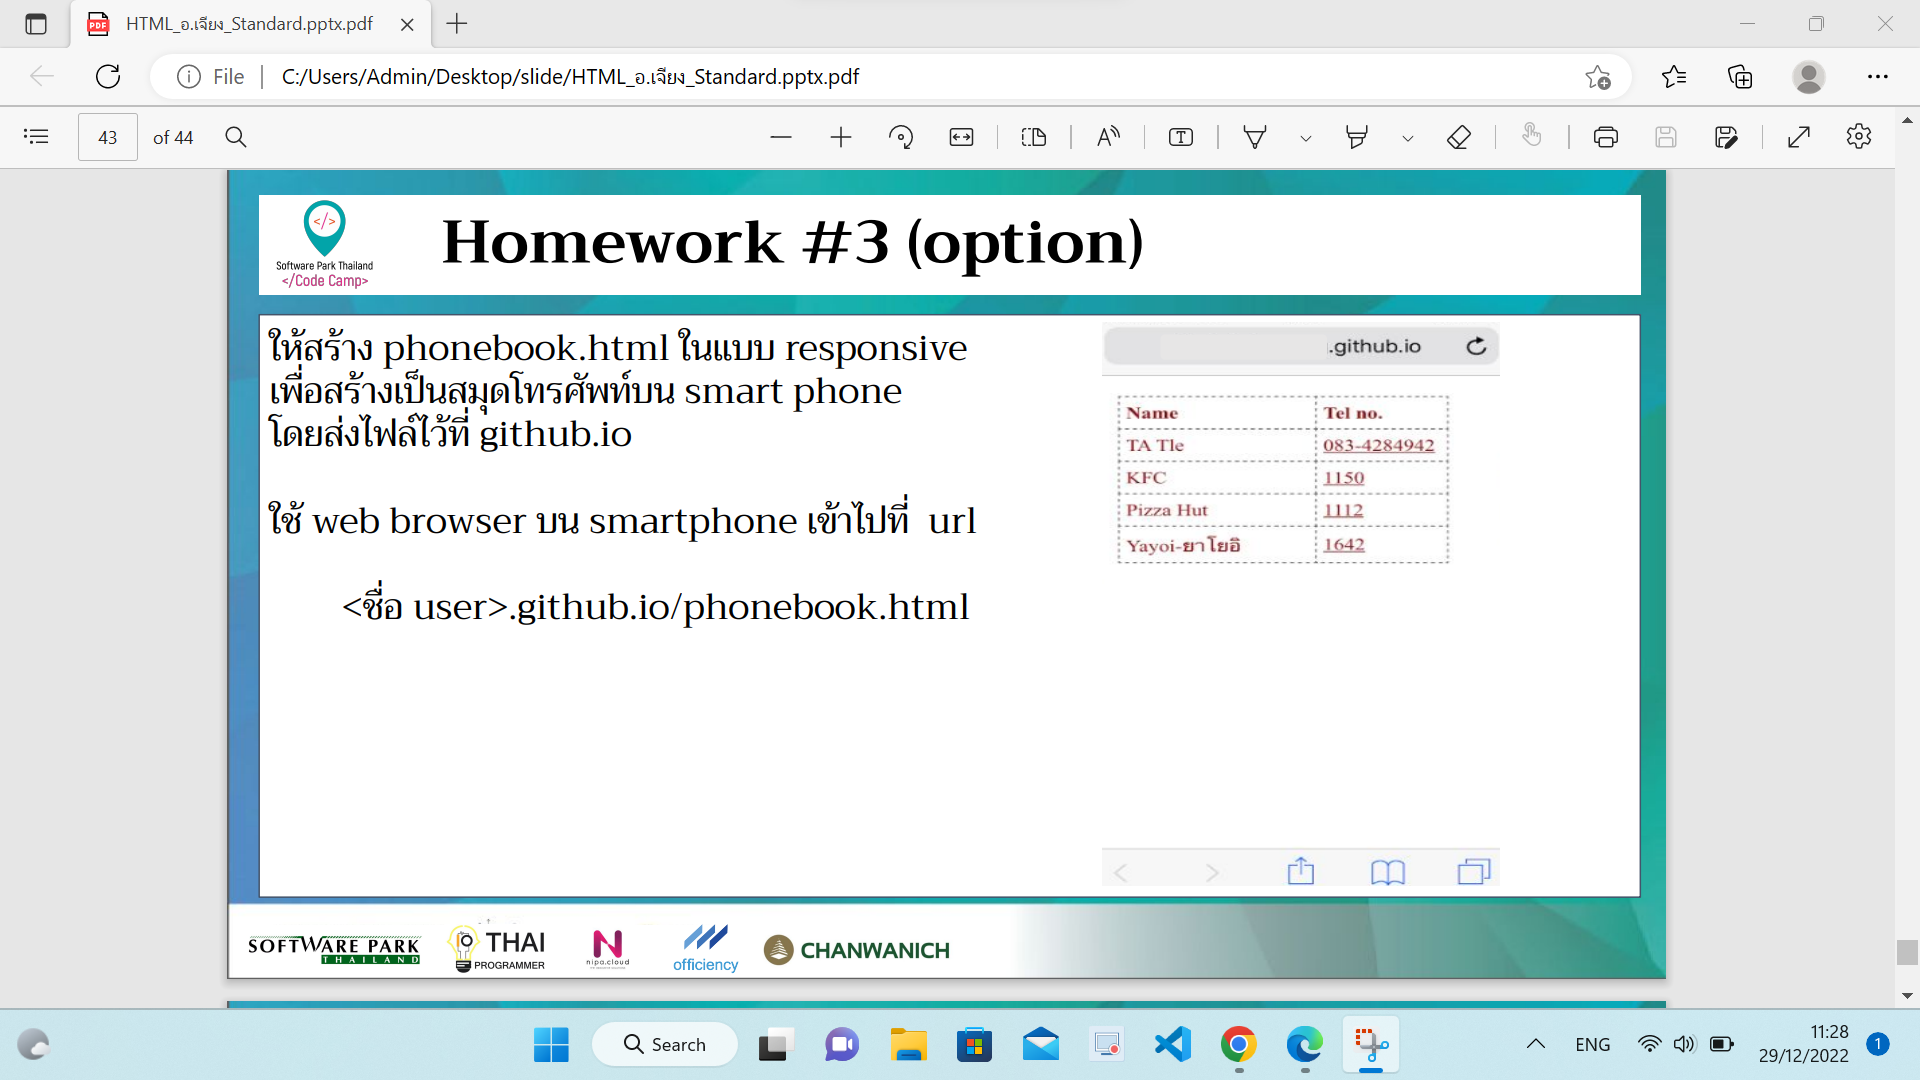 HTML_อ.เจียง_Standard.pptx.pdf
File
C:/Users/Admin/Desktop/slide/HTML_อ.เจียง_Standard.pptx.pdf
43 of 44
</>
Software Park Thailand
</Code Camp>
Homework #3 (option)
ให้สร้าง phonebook.html ในแบบ responsive
เพื่อสร้างเป็นสมุดโทรศัพท์บน smart phone
โดยส่งไฟล์ไว้ที่ github.io
ใช้ web browser บน smartphone เข้าไปที่ url
<ชื่อ user>.github.io/phonebook.html
.github.io
Name Tel no.
TA Tle 083-4284942
KFC 1150
Pizza Hut 1112
Yayoi-ยาโยอิ 1642
SOFTWARE PARK
THAILAND
THAI
PROGRAMMER
nipa.cloud
officiency
CHANWANICH
Search
ENG
11:28
29/12/2022
1